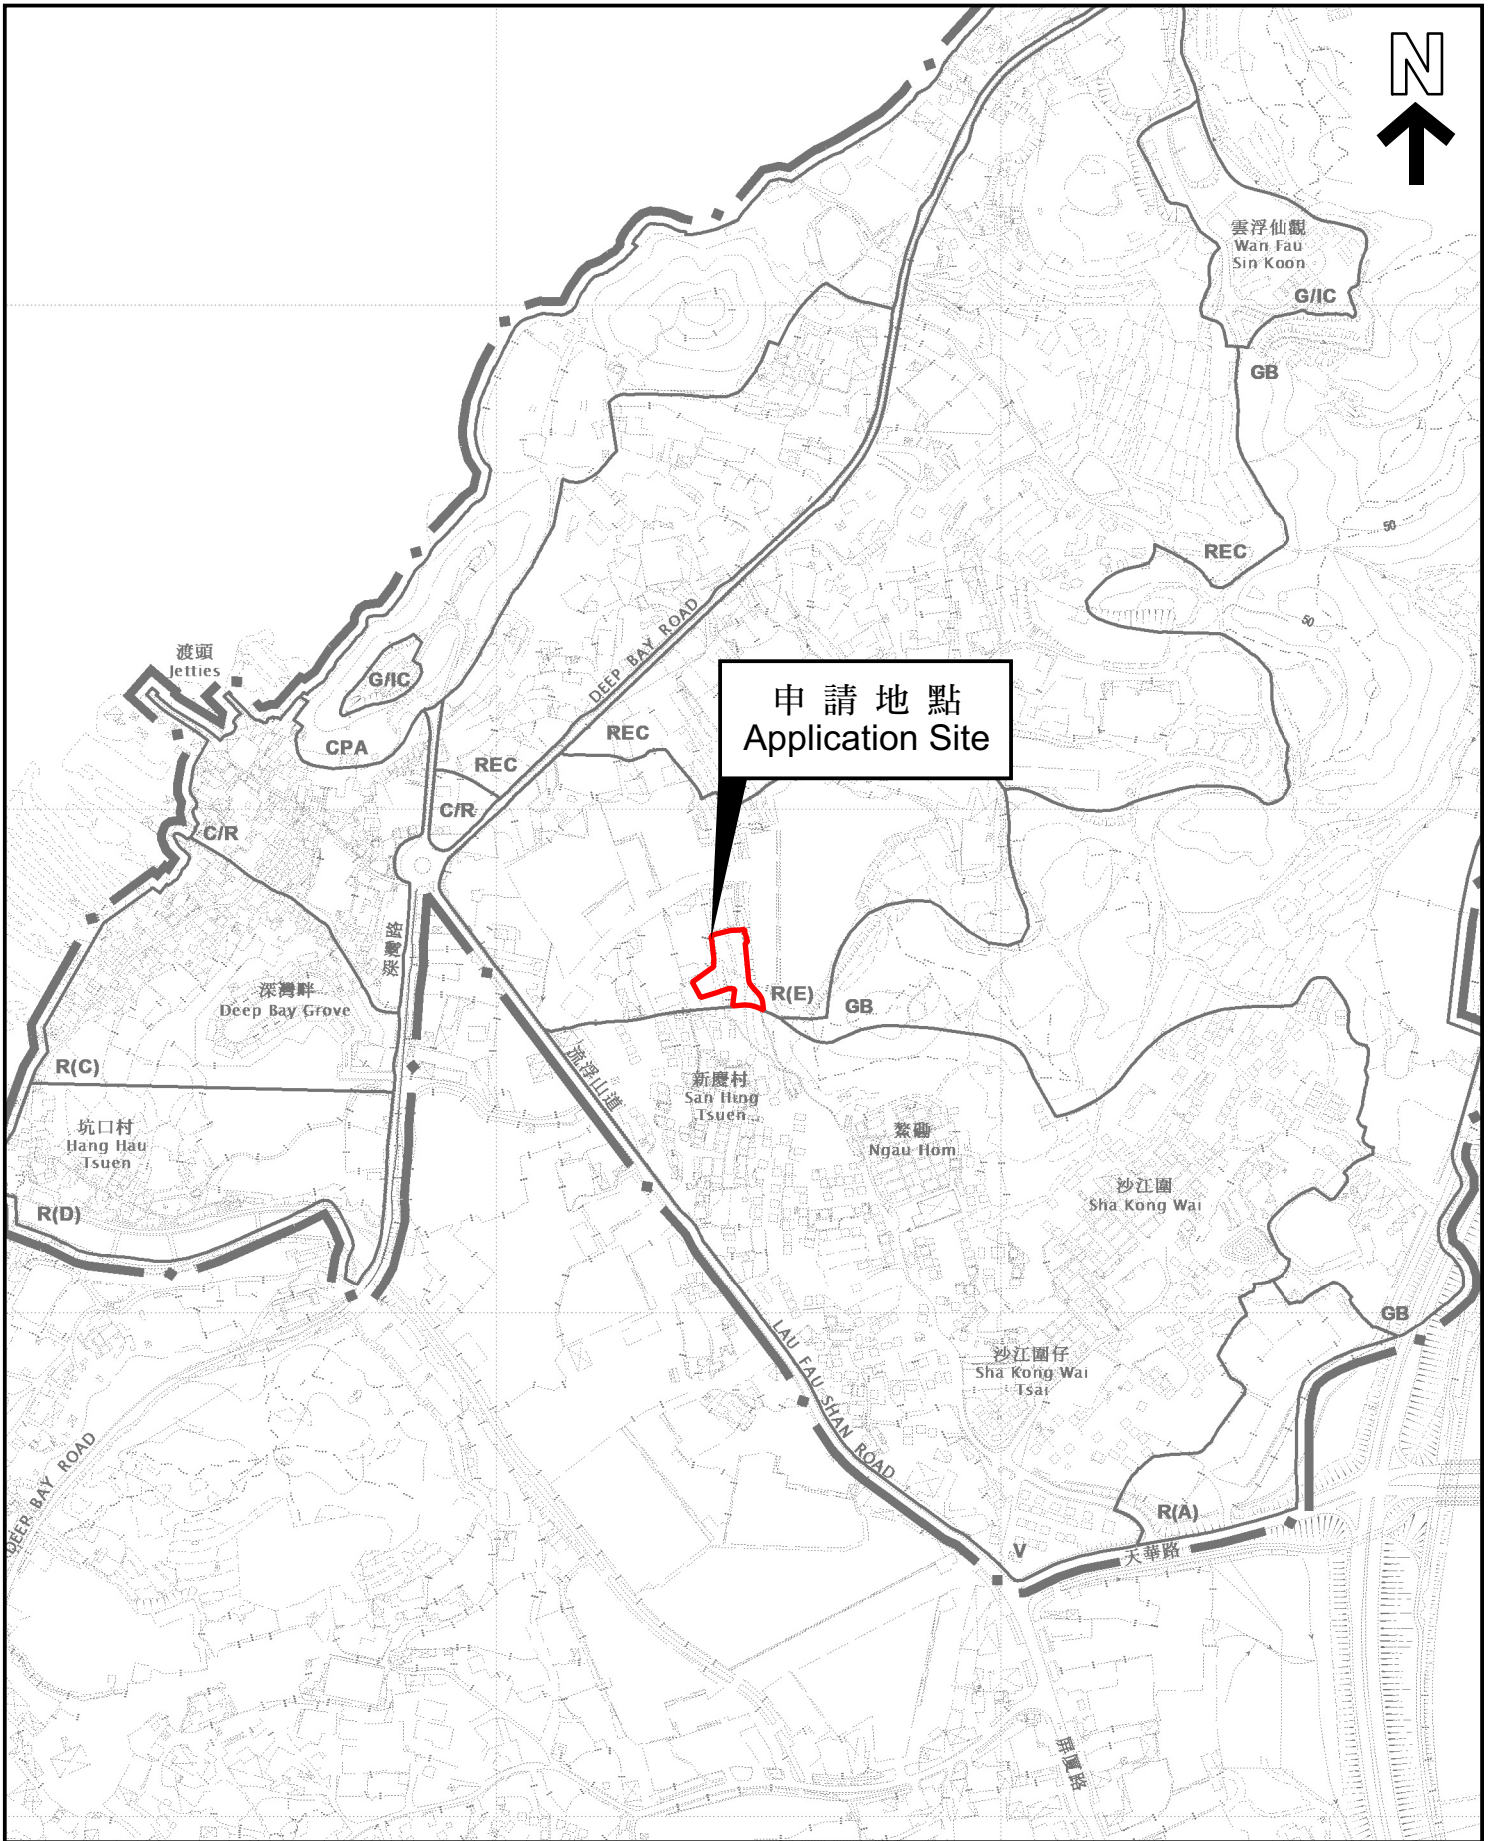 N
雲浮仙觀
Wan Fau
Sin Koon
G/IC
GB
50
REC
50
渡頭
Jetties
G/IC
DEEP BAY ROAD
申請地點
Application Site
CPA
REC
REC
C/R
C/R
深灣路
深灣畔
Deep Bay Grove
R(E)
GB
R(C)
流浮山道
新慶村
San Hing
Tsuen
坑口村
Hang Hau
Tsuen
鰲磡
Ngau Hom
沙江圍
Sha Kong Wai
R(D)
GB
LAU FAU SHAN ROAD
沙江圍仔
Sha Kong Wai
Tsai
DEEP BAY ROAD
R(A)
V
天華路
屏廈路